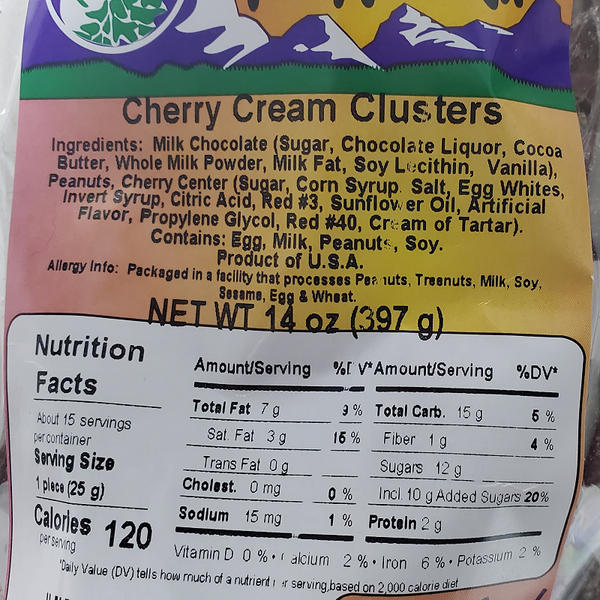 Cherry Cream Clusters
Ingredients: Milk Chocolate (Sugar, Chocolate Liquor, Cocoa
Butter, Whole Milk Powder, Milk Fat, Soy Lecithin, Vanilla),
Peanuts, Cherry Center (Sugar, Corn Syrup. Salt, Egg Whites,
Invert Syrup, Citric Acid, Red #3, Sunflower Oil, Artificial
Flavor, Propylene Glycol, Red #40, Cream of Tartar).
Contains: Egg, Milk, Peanuts, Soy.
Product of U.S.A.
Allergy Info: Packaged in a facility that processes Peanuts, Treenuts, Milk, Soy,
Sesame, Egg & Wheat.
NET WT 14 oz (397 g)
Nutrition
Facts
About 15 servings
per container
Serving Size
1 piece (25 g)
Calories 120
per serving
Amount/Serving %DV*
Total Fat 7 g 9 %
Sat. Fat 3 g 15 %
Trans Fat 0 g
Cholest. 0 mg 0 %
Sodium 15 mg 1 %
Amount/Serving %DV*
Total Carb. 15 g 5 %
Fiber 1 g 4 %
Sugars 12 g
Incl. 10 g Added Sugars 20%
Protein 2 g
Vitamin D 0 % • Calcium 2 % • Iron 6 % • Potassium 2 %
*Daily Value (DV) tells how much of a nutrient per serving, based on 2,000 calorie diet